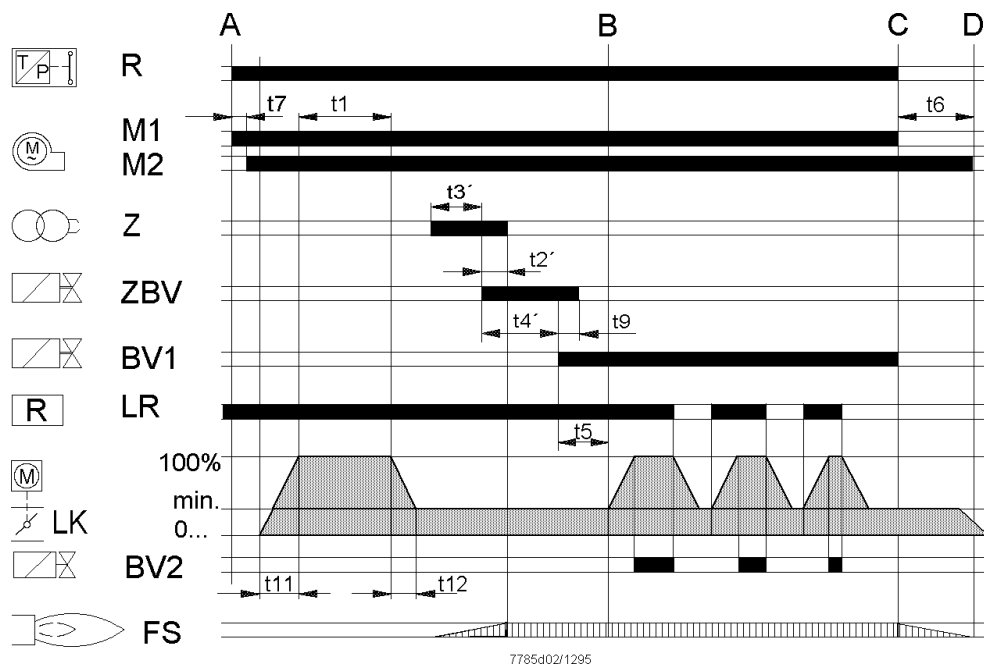 A B C D
T P R
t7 t1 t6
M1
M ~
M2
t3´
Z
t2´
ZBV
t4´ t9
BV1
R LR
t5
100%
M
min.
LK 0...
BV2
t11 t12
FS
7785d02/1295